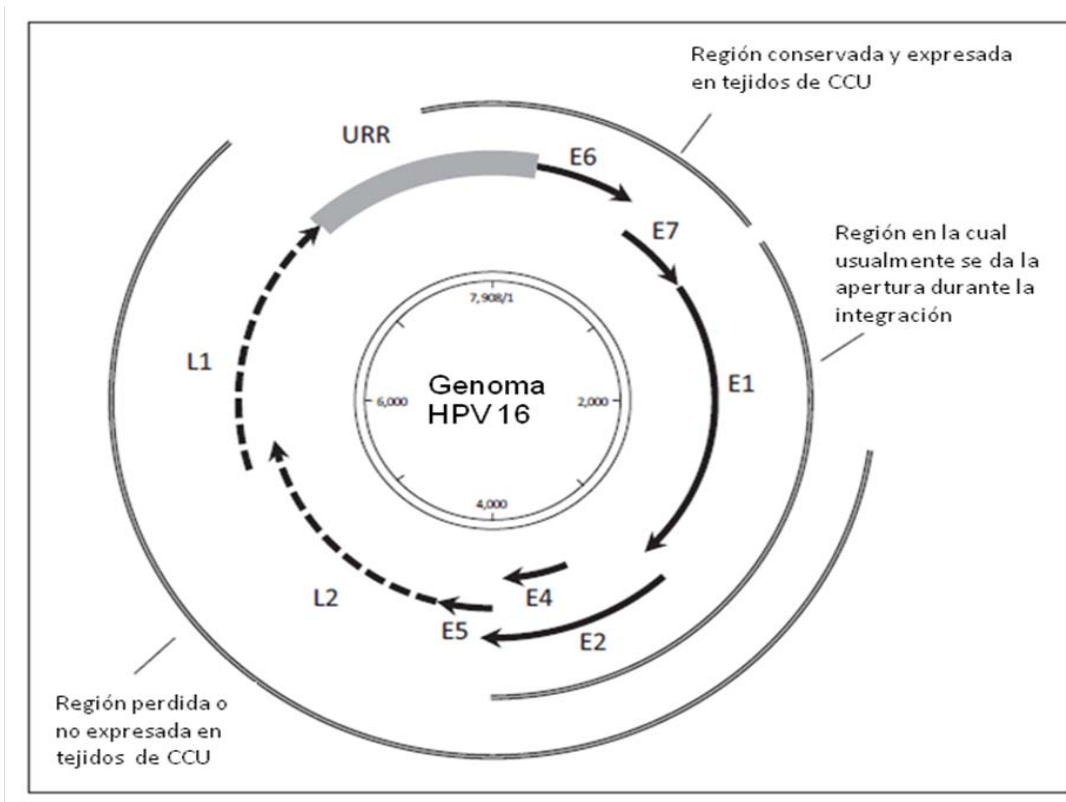 Región conservada y expresada
en tejidos de CCU
URR
E6
E7
Región en la cual
usualmente se da la
apertura durante la
integración
7,908/1
L1
E1
Genoma
HPV 16
6,000
2,000
4,000
E4
L2
E5
E2
Región perdida o
no expresada en
tejidos de CCU